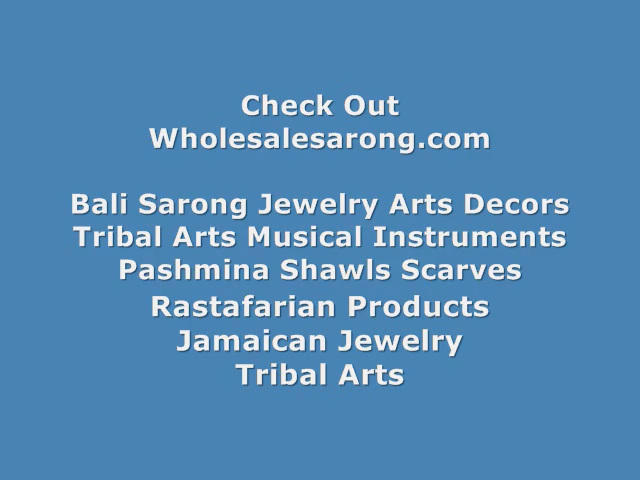 Check Out
Wholesalesarong.com
Bali Sarong Jewelry Arts Decors
Tribal Arts Musical Instruments
Pashmina Shawls Scarves
Rastafarian Products
Jamaican Jewelry
Tribal Arts